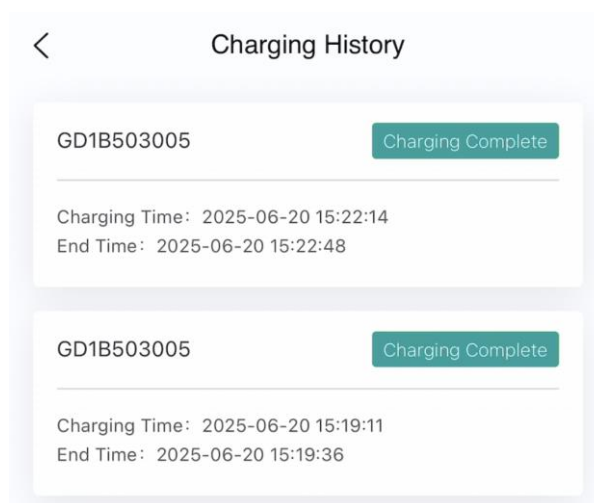 Charging History
GD1B503005
Charging Complete
Charging Time: 2025-06-20 15:22:14
End Time: 2025-06-20 15:22:48
GD1B503005
Charging Complete
Charging Time: 2025-06-20 15:19:11
End Time: 2025-06-20 15:19:36